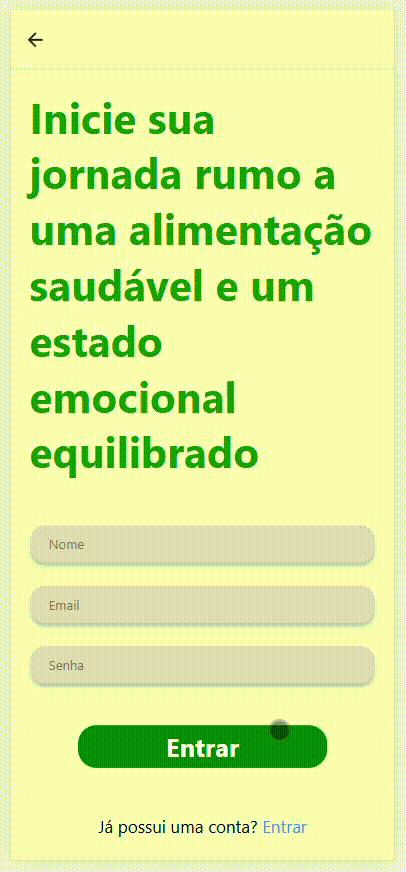 Inicie sua
jornada rumo a
uma alimentação
saudável e um
estado
emocional
equilibrado
Nome
Email
Senha
Entrar
Já possui uma conta? Entrar